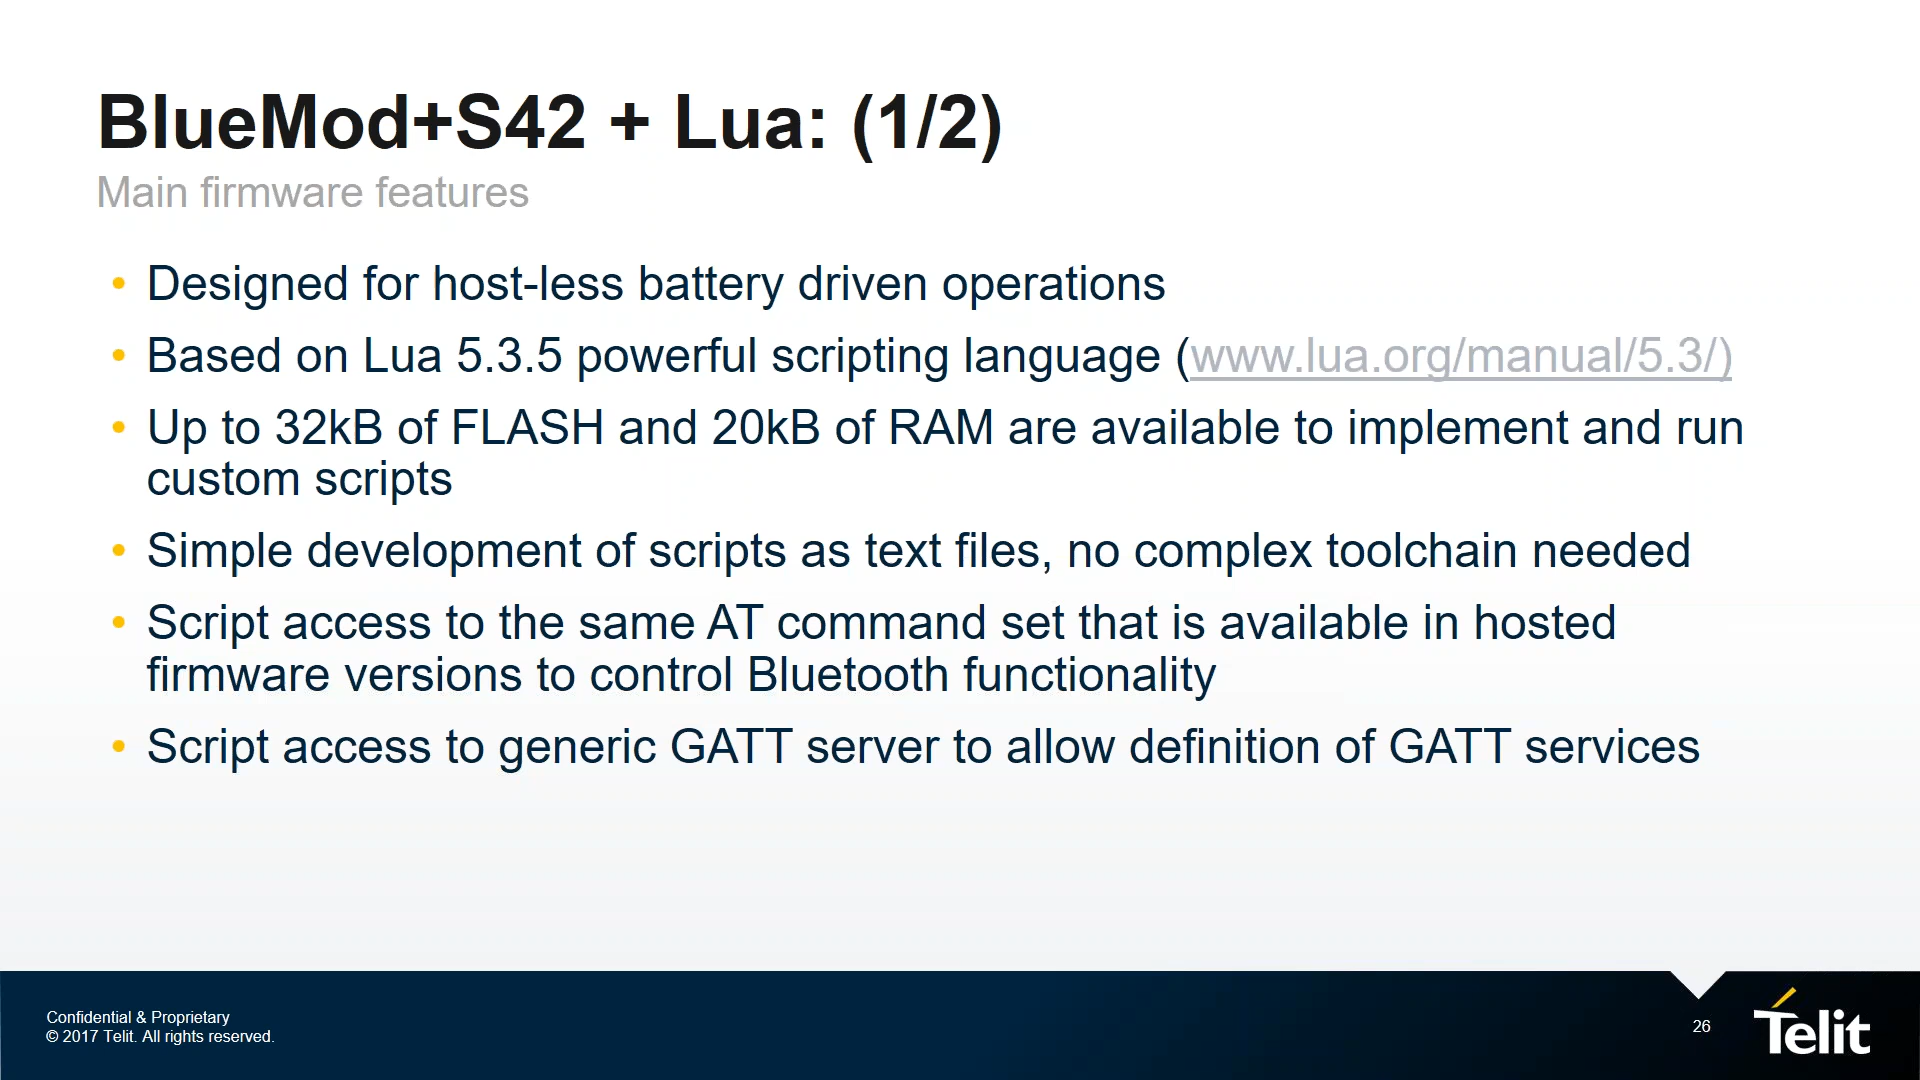 BlueMod+S42 + Lua: (1/2)
Main firmware features
• Designed for host-less battery driven operations
• Based on Lua 5.3.5 powerful scripting language (www.lua.org/manual/5.3/)
• Up to 32kB of FLASH and 20kB of RAM are available to implement and run
custom scripts
• Simple development of scripts as text files, no complex toolchain needed
• Script access to the same AT command set that is available in hosted
firmware versions to control Bluetooth functionality
• Script access to generic GATT server to allow definition of GATT services
Confidential & Proprietary
© 2017 Telit. All rights reserved.
26
Telit